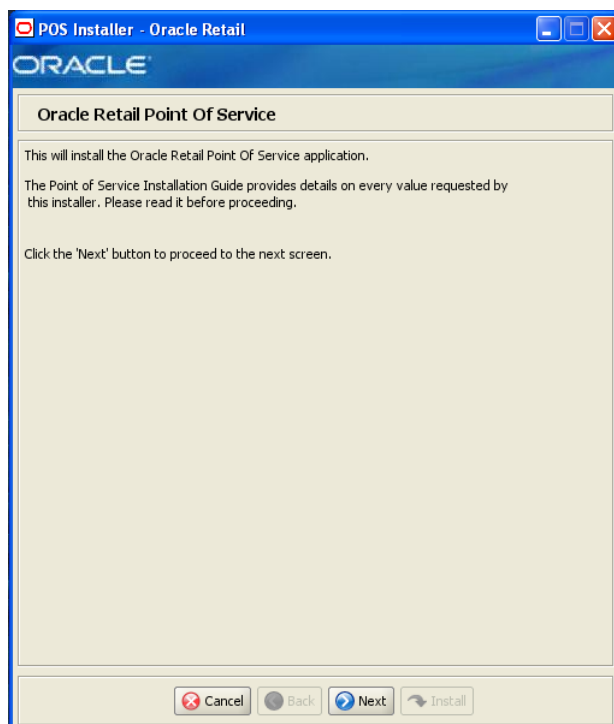 POS Installer - Oracle Retail
ORACLE
Oracle Retail Point Of Service
This will install the Oracle Retail Point Of Service application.
The Point of Service Installation Guide provides details on every value requested by
this installer. Please read it before proceeding.
Click the 'Next' button to proceed to the next screen.
Cancel Back Next Install